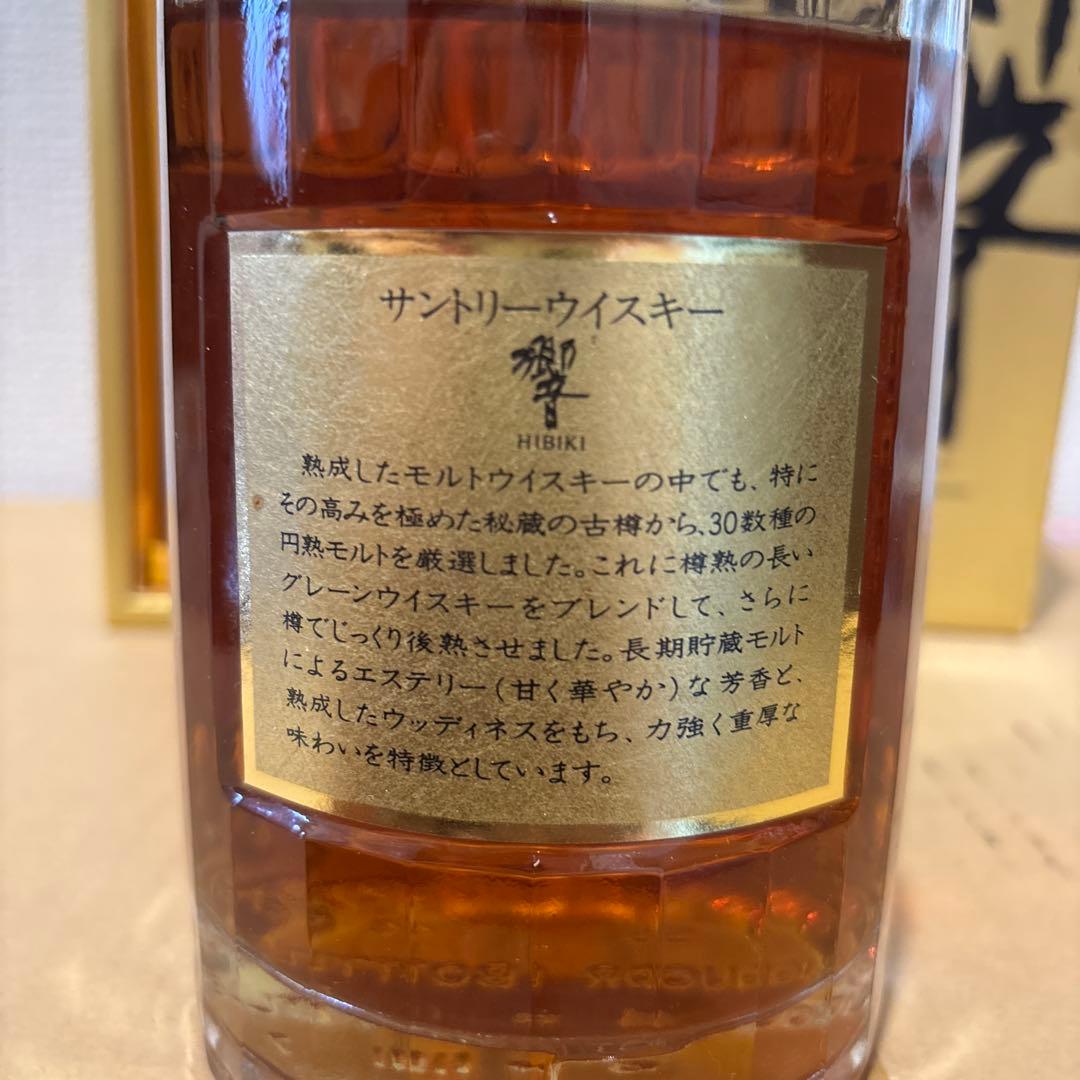 サントリーウイスキー
響
HIBIKI
熟成したモルトウイスキーの中でも、特に
その高みを極めた秘蔵の古樽から、30数種の
円熟モルトを厳選しました。これに樽熟の長い
グレーンウイスキーをブレンドして、さらに
樽でじっくり後熟させました。長期貯蔵モルト
によるエステリー(甘く華やか)な芳香と、
熟成したウッディネスをもち、力強く重厚な
味わいを特徴としています。
響